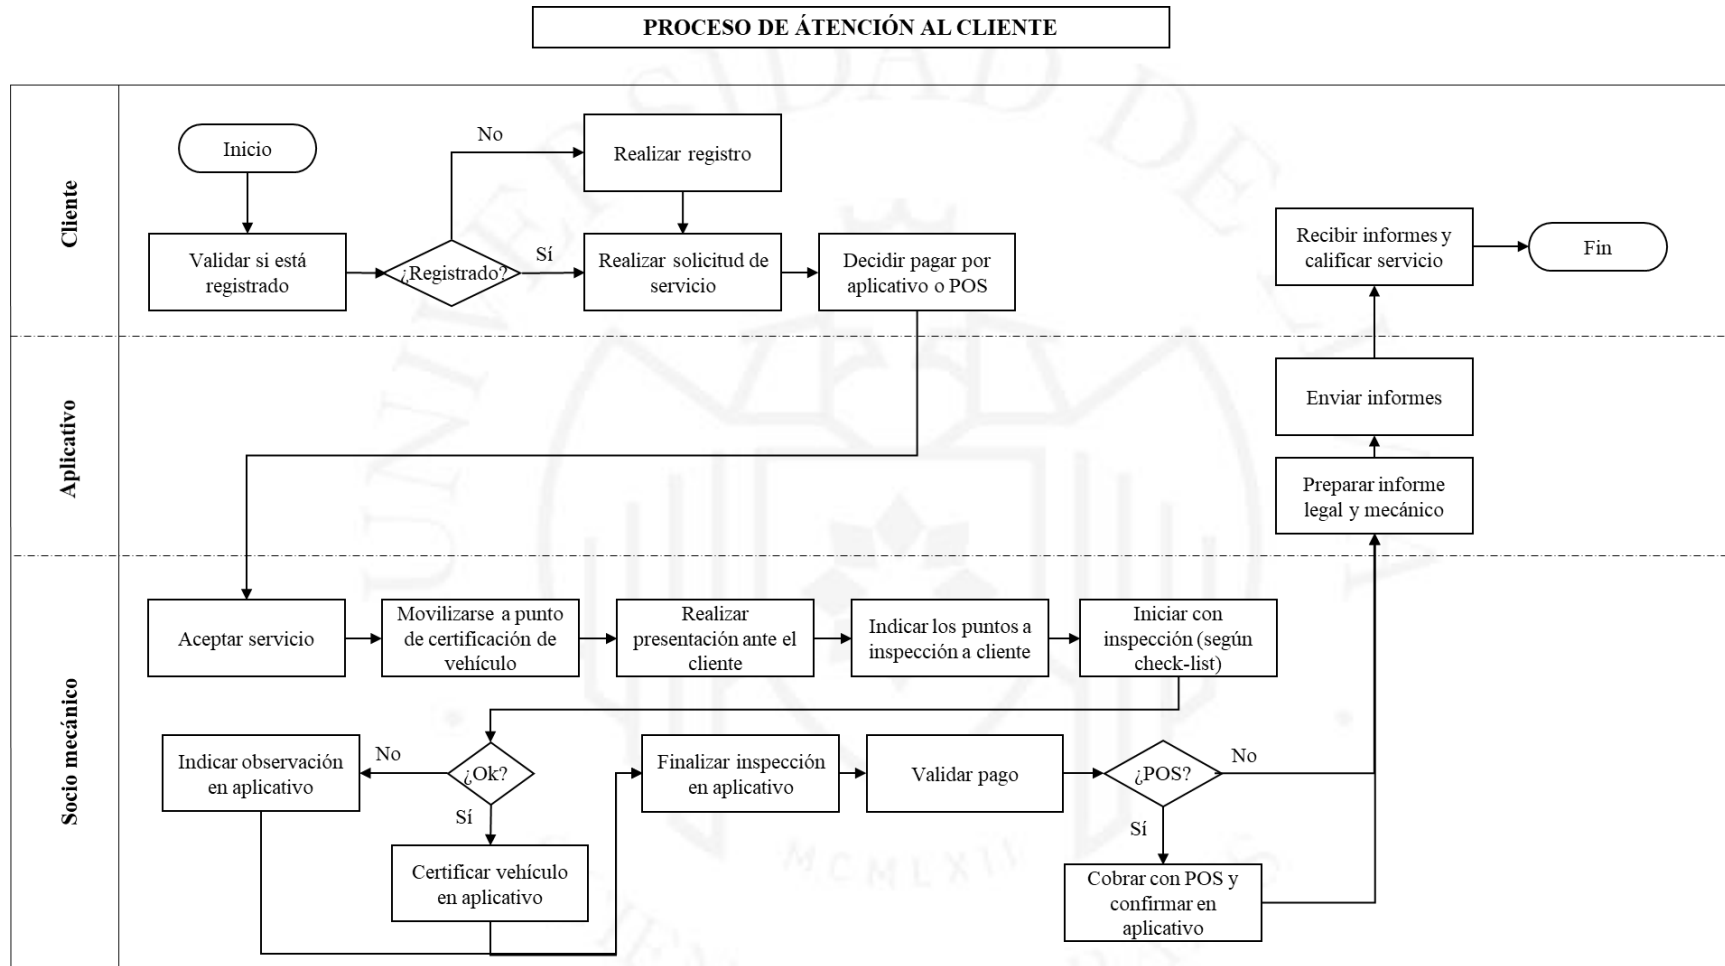 PROCESO DE ÁTENCIÓN AL CLIENTE
Cliente
Inicio
No
Realizar registro
Validar si está
registrado
¿Registrado?
Sí
Realizar solicitud de
servicio
Decidir pagar por
aplicativo o POS
Recibir informes y
calificar servicio
Fin
Aplicativo
Enviar informes
Preparar informe
legal y mecánico
Socio mecánico
Aceptar servicio
Movilizarse a punto
de certificación de
vehículo
Realizar
presentación ante el
cliente
Indicar los puntos a
inspección a cliente
Iniciar con
inspección (según
check-list)
Indicar observación
en aplicativo
No
¿Ok?
Sí
Certificar vehículo
en aplicativo
Finalizar inspección
en aplicativo
Validar pago
¿POS?
No
Sí
Cobrar con POS y
confirmar en
aplicativo
UNIVERSIDAD DE
MCMLXII